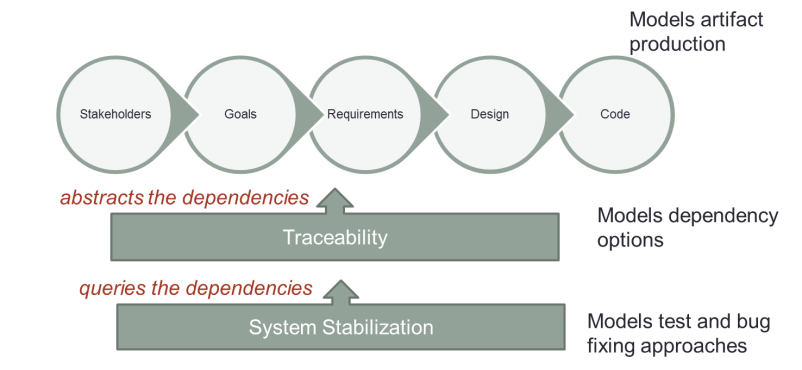 Models artifact
production
Stakeholders
Goals
Requirements
Design
Code
abstracts the dependencies
Traceability
Models dependency
options
queries the dependencies
System Stabilization
Models test and bug
fixing approaches